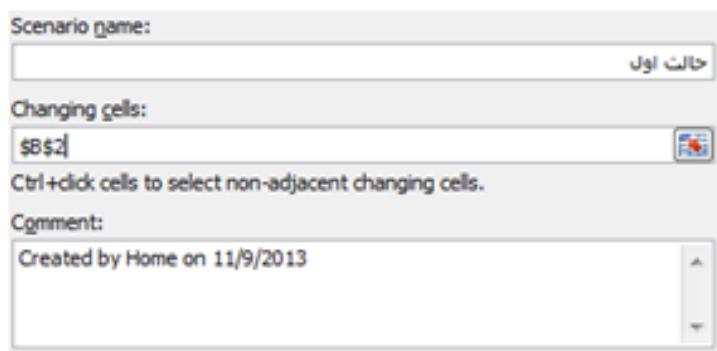 Scenario name:
حالت اول
Changing cells:
$B$2
Ctrl+click cells to select non-adjacent changing cells.
Comment:
Created by Home on 11/9/2013